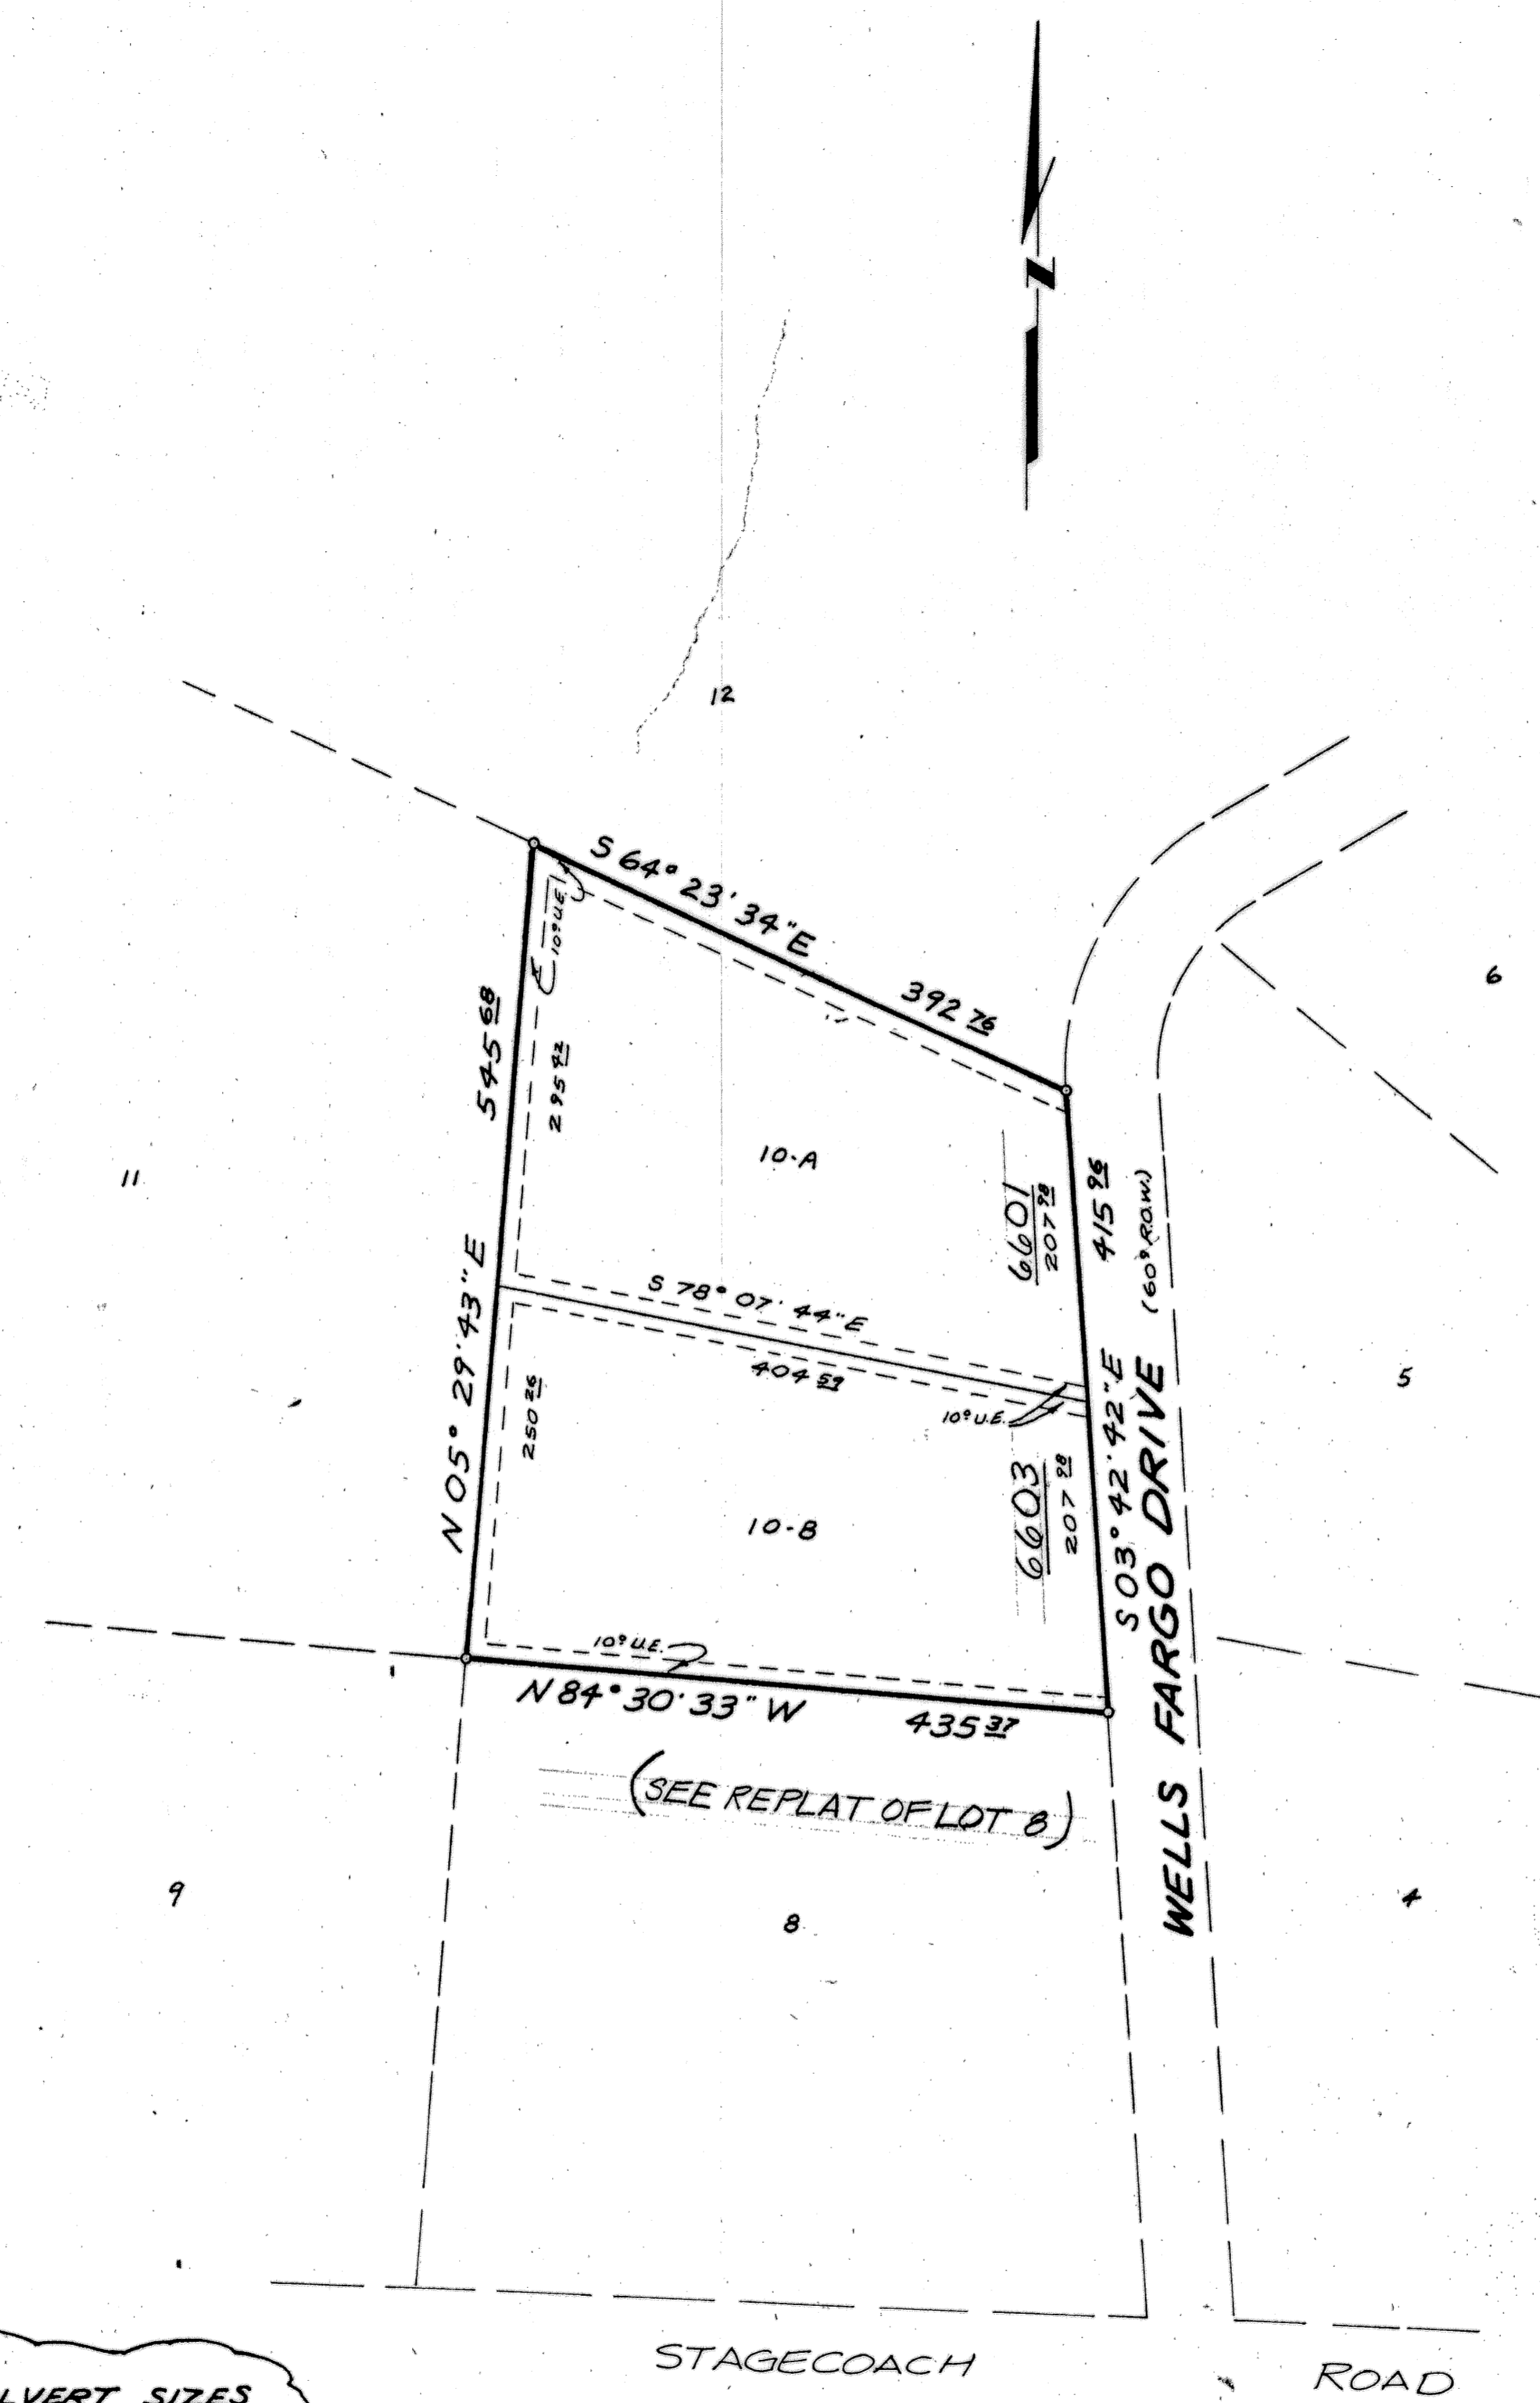 N
12
S 64° 23' 34" E
392 76
10° U.E.
545 68
295 42
6
11
10-A
6601
207 98
415 96
(60° R.O.W.)
S 78° 07' 44" E
404 59
10° U.E.
N 05° 29' 43" E
250 26
5
10-B
6603
207 98
S 03° 42' 42" E
WELLS FARGO DRIVE
10° U.E.
N 84° 30' 33" W
435 37
(SEE REPLAT OF LOT 8)
9
8
4
STAGECOACH ROAD
LVERT SIZES